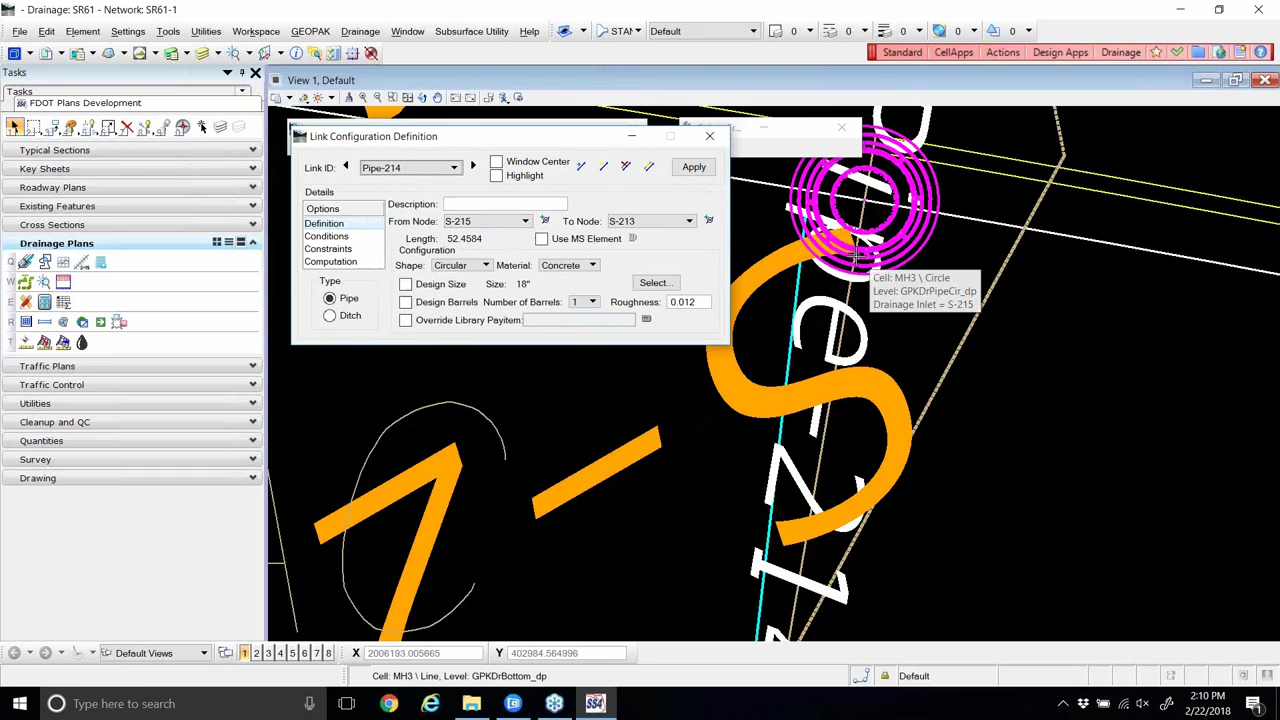 Drainage: SR61 - Network: SR61-1
File Edit Element Settings Tools Utilities Workspace GEOPAK Drainage Window Subsurface Utility Help
Default 0 0 0 0 0
Standard CellApps Actions Design Apps Drainage
Tasks
Tasks
FDOT Plans Development
Typical Sections
Key Sheets
Roadway Plans
Existing Features
Cross Sections
Drainage Plans
D
E
R
T
Traffic Plans
Traffic Control
Utilities
Cleanup and QC
Quantities
Survey
Drawing
View 1, Default
Link Configuration Definition
Link ID: Pipe-214 Window Center Highlight Apply
Details
Options
Definition
Conditions
Constraints
Computation
Type
Pipe
Ditch
Description:
From Node: S-215 To Node: S-213
Length: 52.4584 Use MS Element
Configuration
Shape: Circular Material: Concrete
Design Size Size: 18" Select...
Design Barrels Number of Barrels: 1 Roughness: 0.012
Override Library Payitem:
Cell: MH3 \ Circle
Level: GPKDrPipeCir_dp
Drainage Inlet = S-215
Default Views 1 2 3 4 5 6 7 8 X 2006193.005665 Y 402984.564996
Cell: MH3 \ Line, Level: GPKDrBottom_dp Default
Type here to search
SS4
2:10 PM
2/22/2018